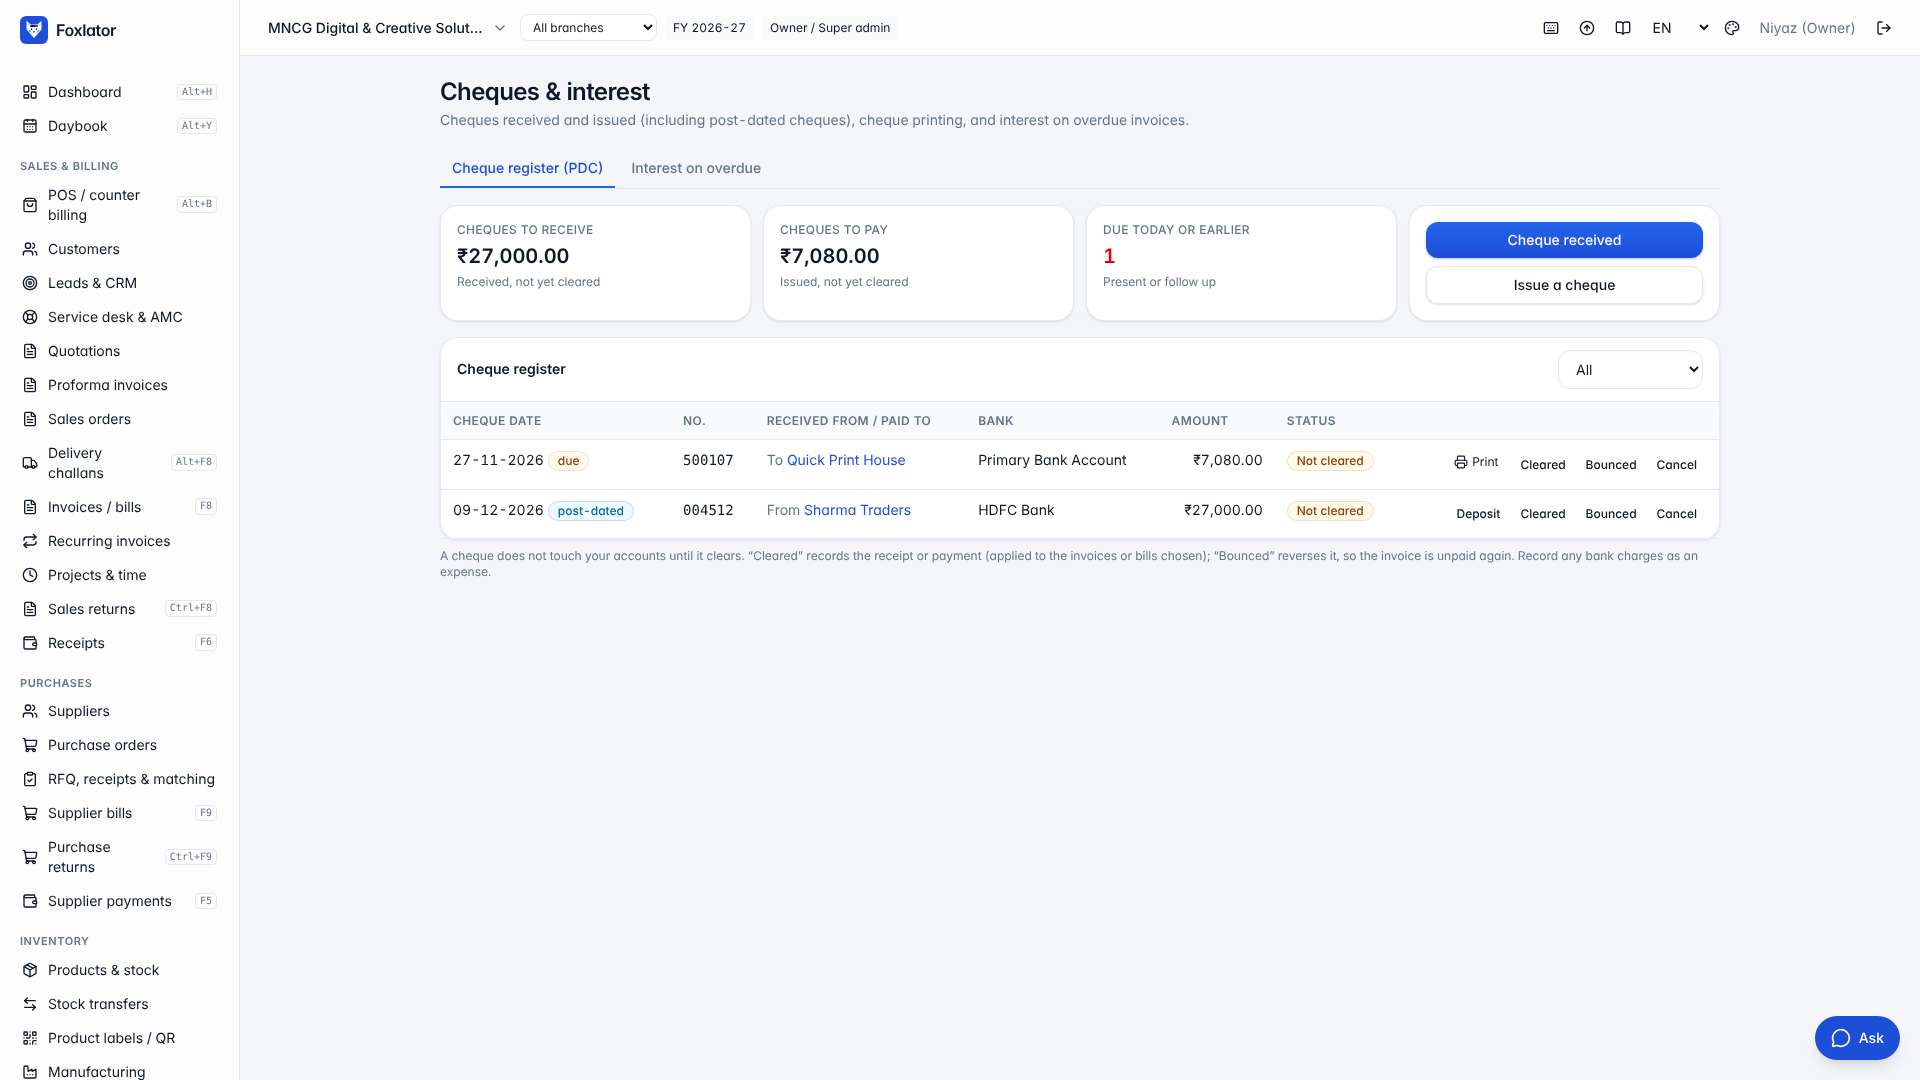 Foxlator
MNCG Digital & Creative Solut...
All branches
FY 2026-27
Owner / Super admin
EN
Niyaz (Owner)
Dashboard Alt+H
Daybook Alt+Y
SALES & BILLING
POS / counter
billing
Alt+B
Customers
Leads & CRM
Service desk & AMC
Quotations
Proforma invoices
Sales orders
Delivery
challans
Alt+F8
Invoices / bills F8
Recurring invoices
Projects & time
Sales returns Ctrl+F8
Receipts F6
PURCHASES
Suppliers
Purchase orders
RFQ, receipts & matching
Supplier bills F9
Purchase
returns
Ctrl+F9
Supplier payments F5
INVENTORY
Products & stock
Stock transfers
Product labels / QR
Manufacturing
Cheques & interest
Cheques received and issued (including post-dated cheques), cheque printing, and interest on overdue invoices.
Cheque register (PDC) Interest on overdue
CHEQUES TO RECEIVE
₹27,000.00
Received, not yet cleared
CHEQUES TO PAY
₹7,080.00
Issued, not yet cleared
DUE TODAY OR EARLIER
1
Present or follow up
Cheque received
Issue a cheque
Cheque register
All
CHEQUE DATE NO. RECEIVED FROM / PAID TO BANK AMOUNT STATUS
27-11-2026 due 500107 To Quick Print House Primary Bank Account ₹7,080.00 Not cleared Print Cleared Bounced Cancel
09-12-2026 post-dated 004512 From Sharma Traders HDFC Bank ₹27,000.00 Not cleared Deposit Cleared Bounced Cancel
A cheque does not touch your accounts until it clears. “Cleared” records the receipt or payment (applied to the invoices or bills chosen); “Bounced” reverses it, so the invoice is unpaid again. Record any bank charges as an
expense.
Ask